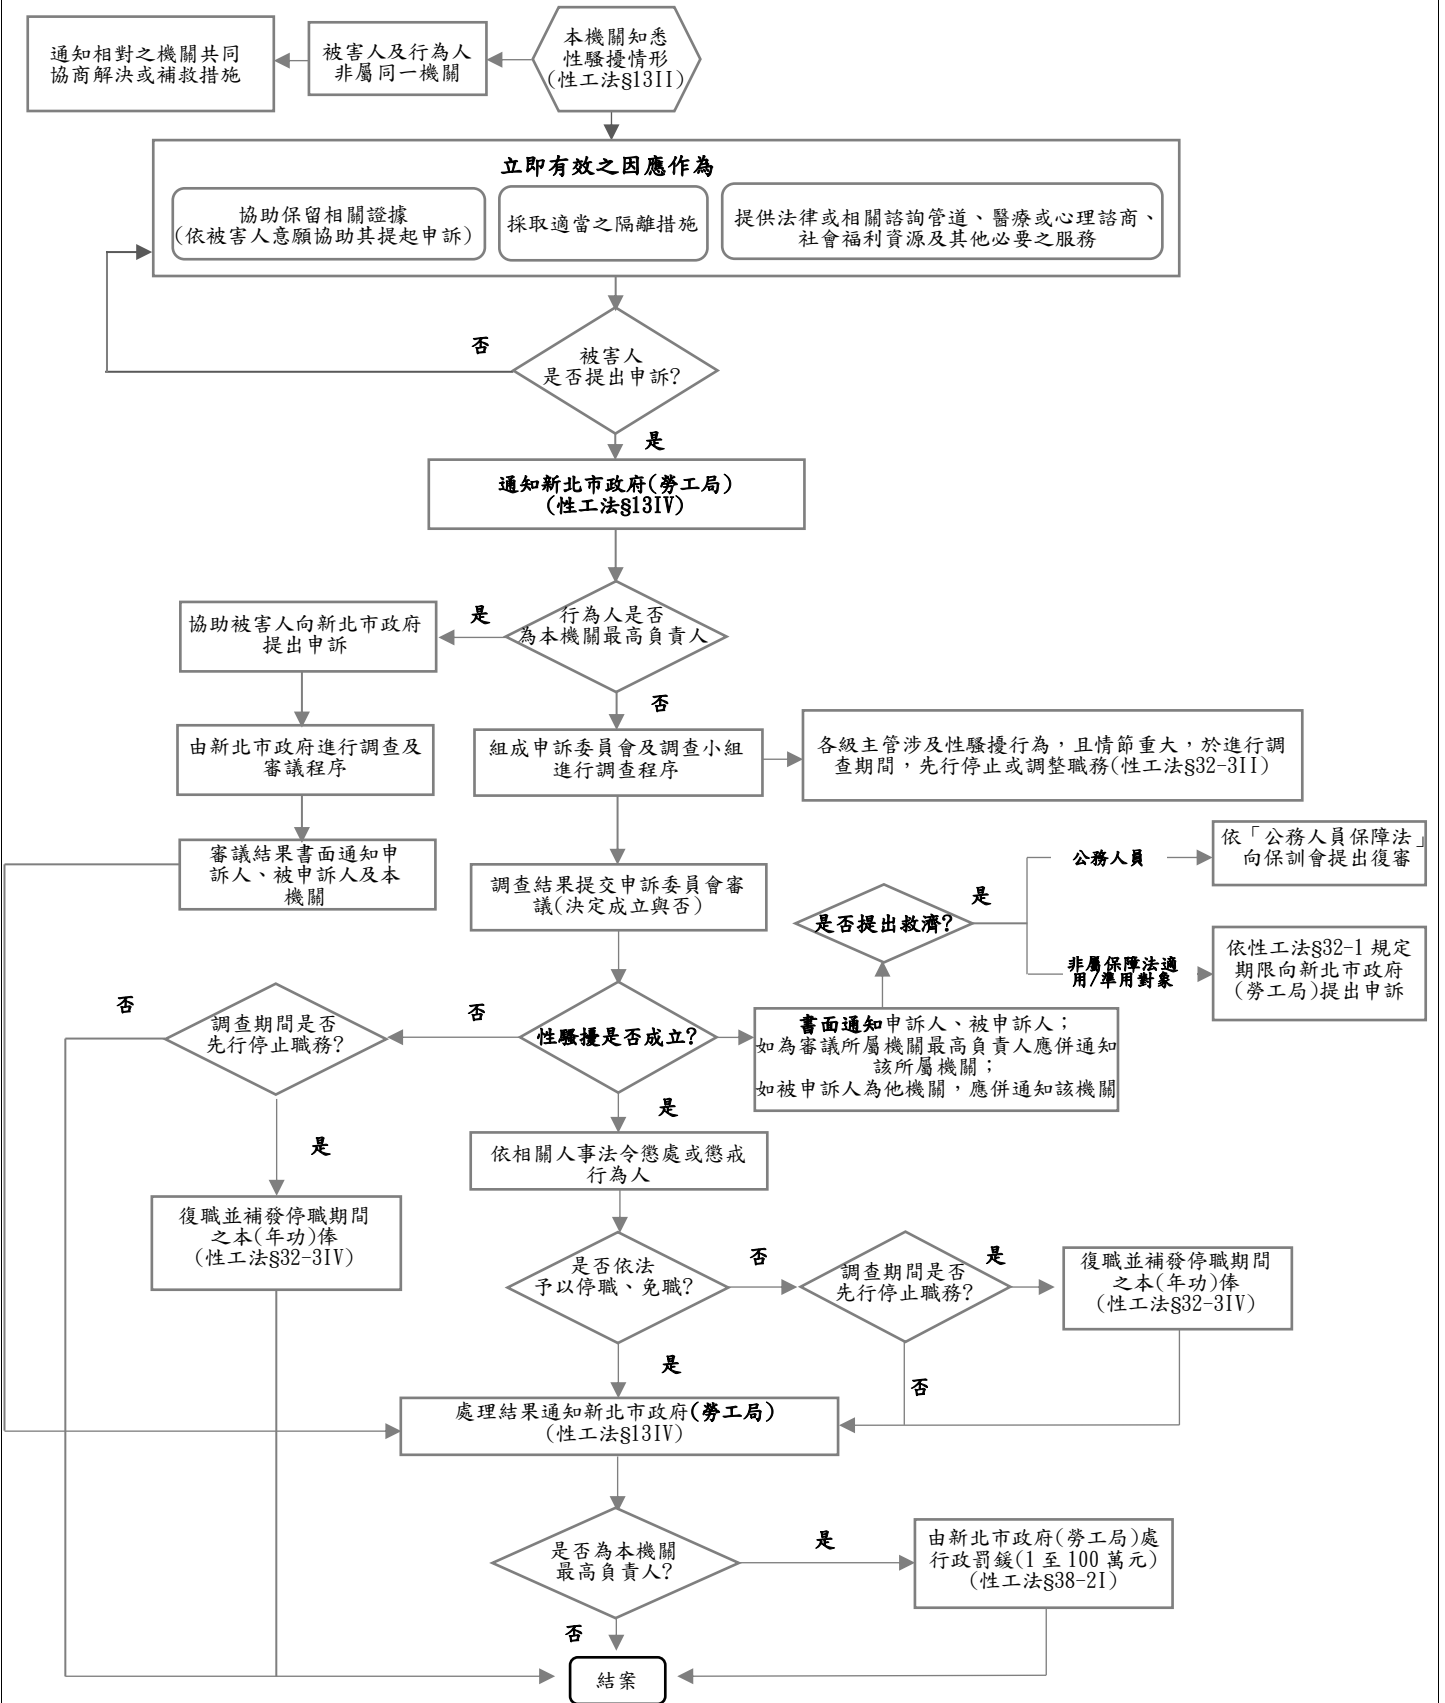 本機關知悉
性騷擾情形
(性工法§13II)
被害人及行為人
非屬同一機關
通知相對之機關共同
協商解決或補救措施
立即有效之因應作為
協助保留相關證據
(依被害人意願協助其提起申訴)
採取適當之隔離措施
提供法律或相關諮詢管道、醫療或心理諮商、
社會福利資源及其他必要之服務
否
被害人
是否提出申訴?
是
通知新北市政府(勞工局)
(性工法§13IV)
行為人是否
為本機關最高負責人
是
協助被害人向新北市政府
提出申訴
由新北市政府進行調查及
審議程序
審議結果書面通知申
訴人、被申訴人及本
機關
否
組成申訴委員會及調查小組
進行調查程序
各級主管涉及性騷擾行為，且情節重大，於進行調
查期間，先行停止或調整職務(性工法§32-3II)
調查結果提交申訴委員會審
議(決定成立與否)
是否提出救濟?
是
公務人員
依「公務人員保障法」
向保訓會提出復審
非屬保障法適
用/準用對象
依性工法§32-1 規定
期限向新北市政府
(勞工局)提出申訴
性騷擾是否成立?
書面通知申訴人、被申訴人；
如為審議所屬機關最高負責人應併通知
該所屬機關；
如被申訴人為他機關，應併通知該機關
否
調查期間是否
先行停止職務?
否
是
復職並補發停職期間
之本(年功)俸
(性工法§32-3IV)
是
依相關人事法令懲處或懲戒
行為人
是否依法
予以停職、免職?
否
調查期間是否
先行停止職務?
是
復職並補發停職期間
之本(年功)俸
(性工法§32-3IV)
否
是
處理結果通知新北市政府(勞工局)
(性工法§13IV)
是否為本機關
最高負責人?
是
由新北市政府(勞工局)處
行政罰鍰(1 至 100 萬元)
(性工法§38-2I)
否
結案